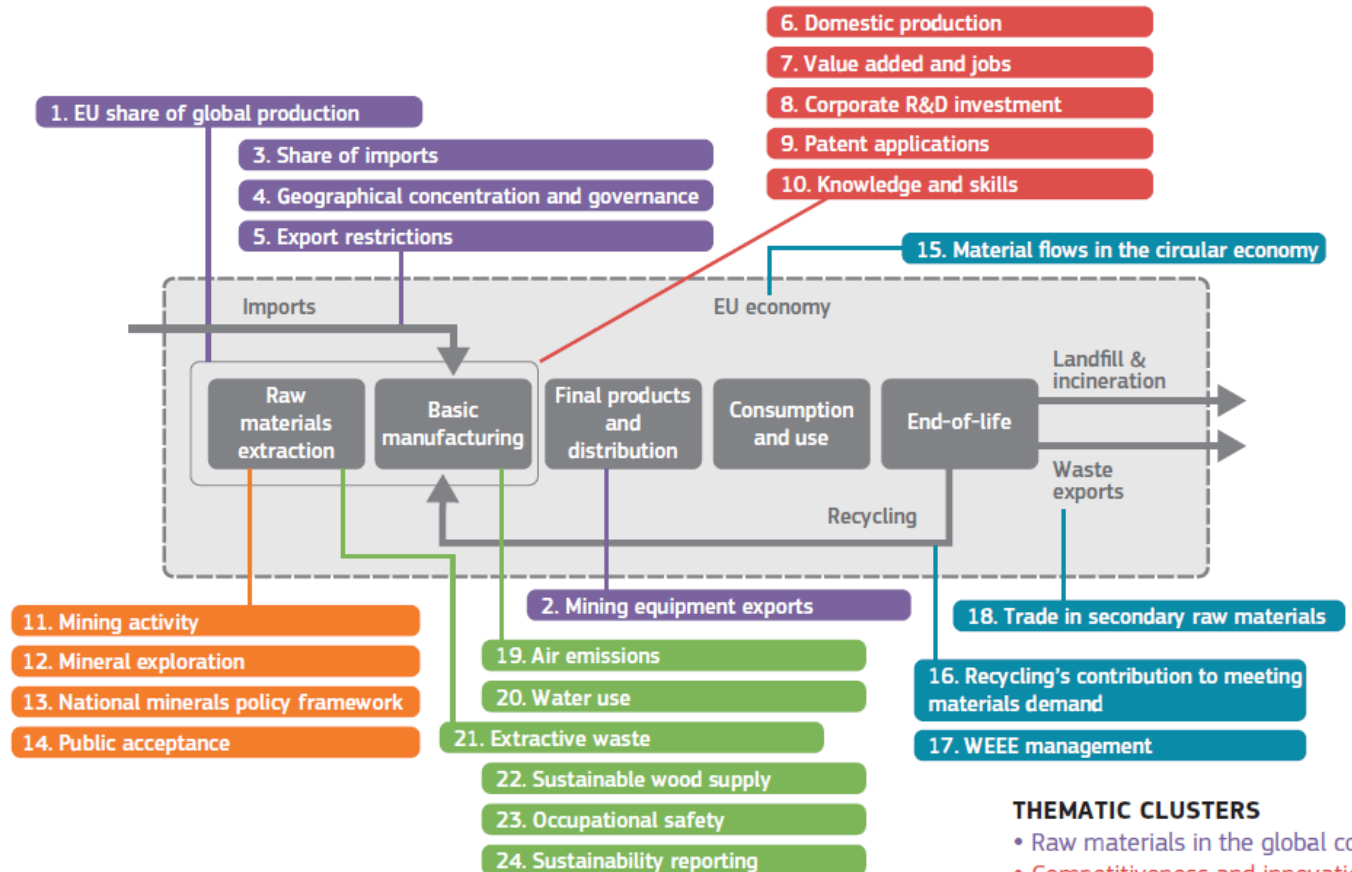 6. Domestic production
7. Value added and jobs
8. Corporate R&D investment
9. Patent applications
10. Knowledge and skills
1. EU share of global production
3. Share of imports
4. Geographical concentration and governance
5. Export restrictions
15. Material flows in the circular economy
Imports
EU economy
Landfill &
incineration
Raw
materials
extraction
Basic
manufacturing
Final products
and
distribution
Consumption
and use
End-of-life
Waste
exports
Recycling
2. Mining equipment exports
18. Trade in secondary raw materials
11. Mining activity
12. Mineral exploration
13. National minerals policy framework
14. Public acceptance
19. Air emissions
20. Water use
21. Extractive waste
22. Sustainable wood supply
23. Occupational safety
24. Sustainability reporting
16. Recycling's contribution to meeting
materials demand
17. WEEE management
THEMATIC CLUSTERS
• Raw materials in the global
• Competitiveness and